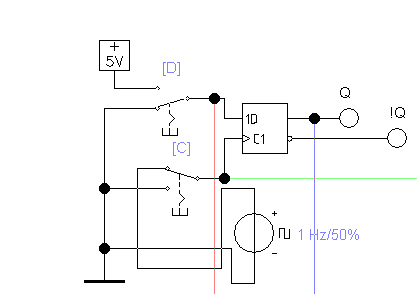 +
5V
[D]
Q
!Q
1D
C1
[C]
+
1 Hz/50%
-